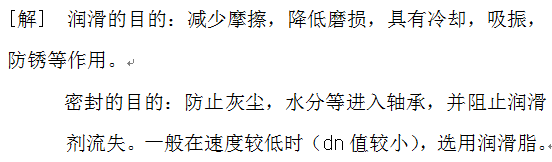 [解] 润滑的目的：减少摩擦，降低磨损，具有冷却，吸振，
防锈等作用。
密封的目的：防止灰尘，水分等进入轴承，并阻止润滑
剂流失。一般在速度较低时（dn 值较小），选用润滑脂。